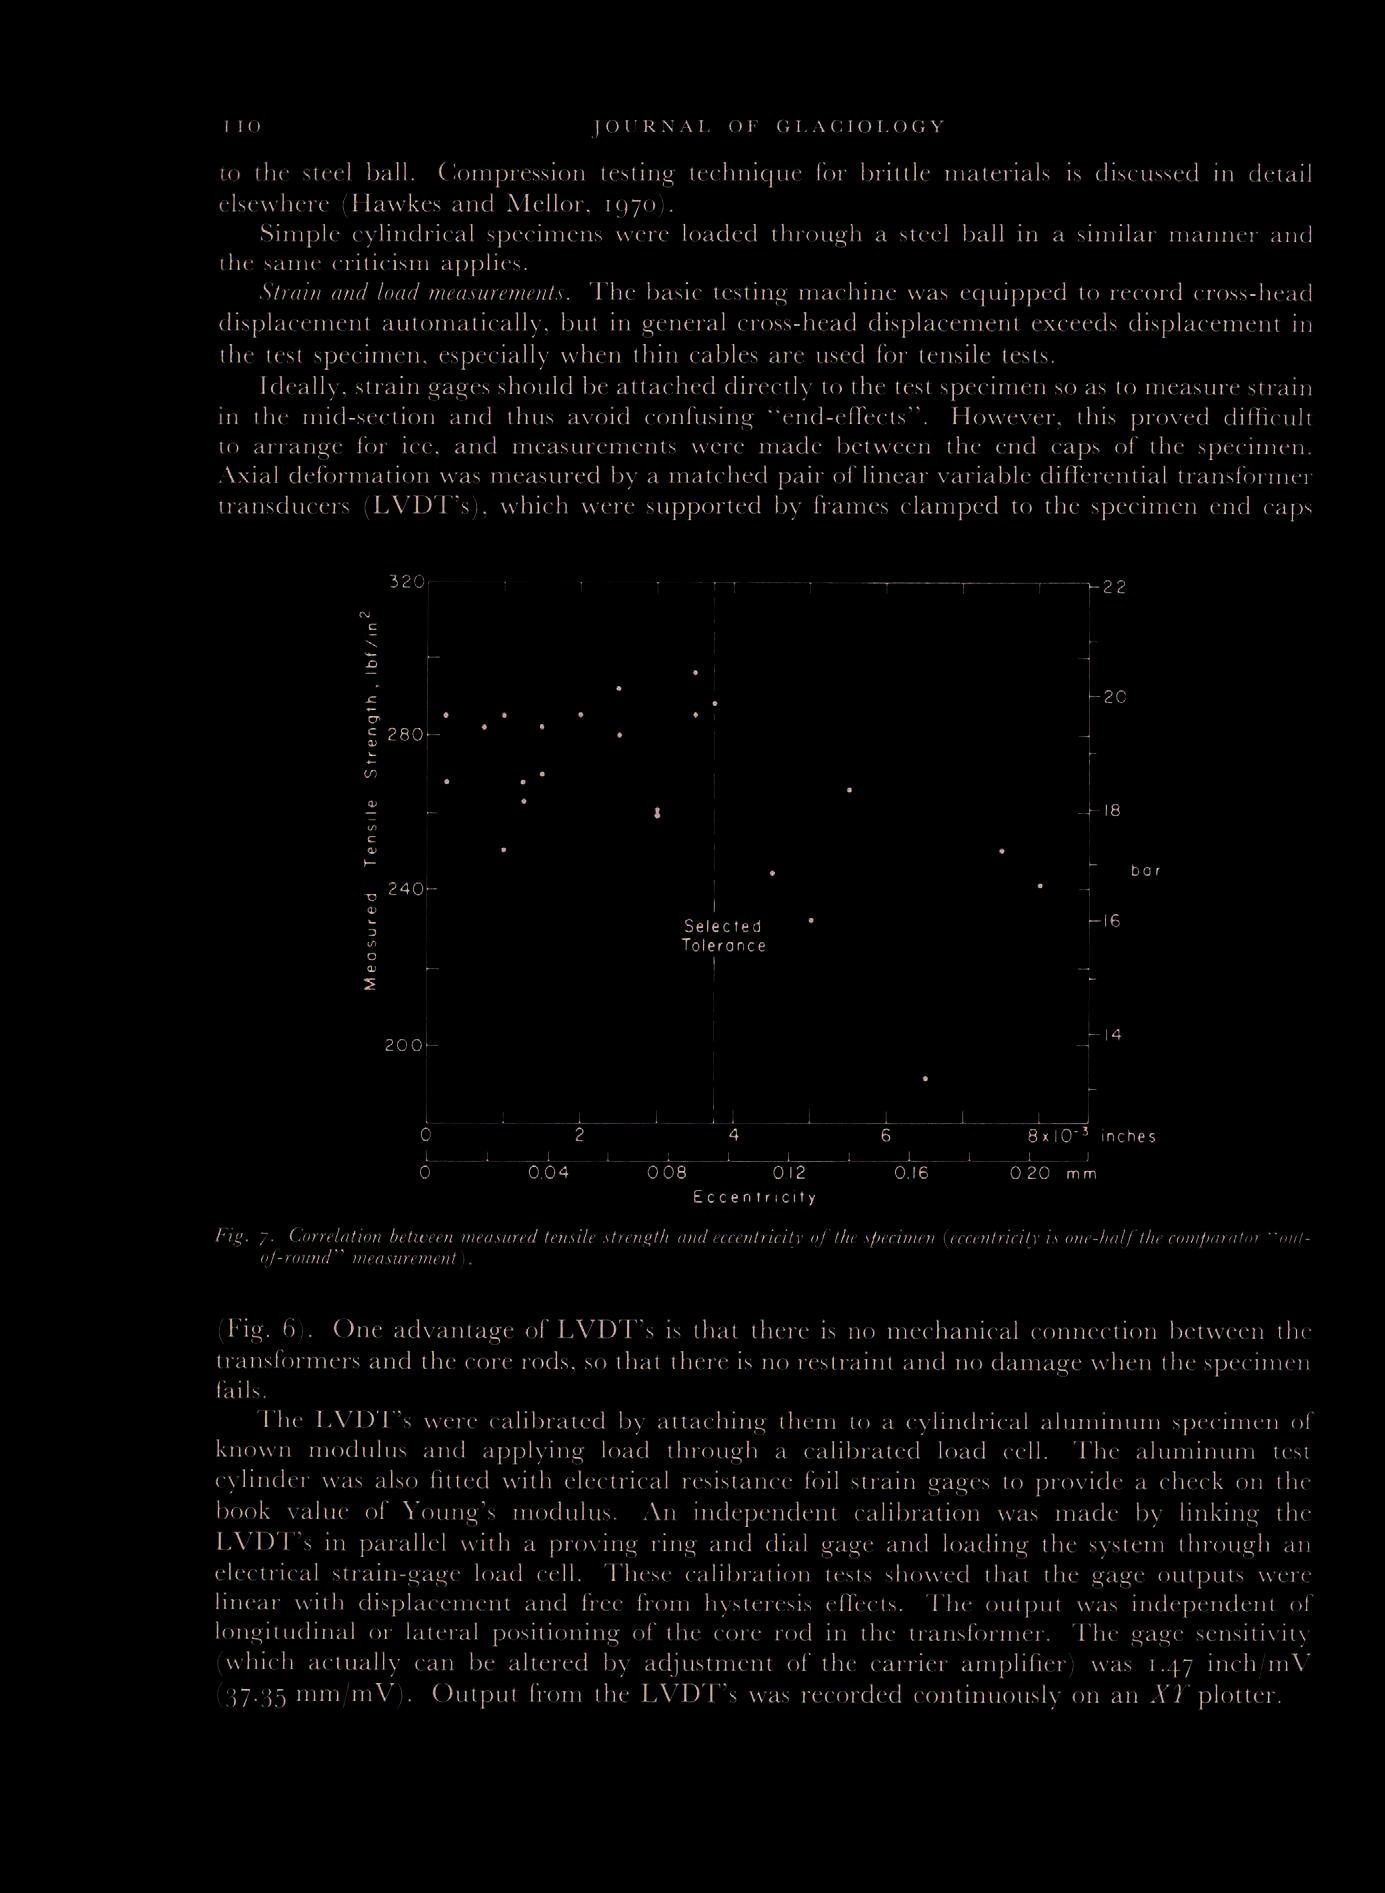 110 JOURNAL OF GLACIOLOGY
to the steel ball. Compression testing technique for brittle materials is discussed in detail
elsewhere (Hawkes and Mellor, 1970).
Simple cylindrical specimens were loaded through a steel ball in a similar manner and
the same criticism applies.
Strain and load measurements. The basic testing machine was equipped to record cross-head
displacement automatically, but in general cross-head displacement exceeds displacement in
the test specimen, especially when thin cables are used for tensile tests.
Ideally, strain gages should be attached directly to the test specimen so as to measure strain
in the mid-section and thus avoid confusing “end-effects”. However, this proved difficult
to arrange for ice, and measurements were made between the end caps of the specimen.
Axial deformation was measured by a matched pair of linear variable differential transformer
transducers (LVDT’s), which were supported by frames clamped to the specimen end caps
320
280
240
200
Measured Tensile Strength, lbf/in²
22
20
18
bar
16
14
Selected
Tolerance
0 2 4 6 8x10⁻³ inches
0 0.04 0.08 0.12 0.16 0.20 mm
Eccentricity
Fig. 7. Correlation between measured tensile strength and eccentricity of the specimen (eccentricity is one-half the comparator “out-
of-round” measurement).
(Fig. 6). One advantage of LVDT’s is that there is no mechanical connection between the
transformers and the core rods, so that there is no restraint and no damage when the specimen
fails.
The LVDT’s were calibrated by attaching them to a cylindrical aluminum specimen of
known modulus and applying load through a calibrated load cell. The aluminum test
cylinder was also fitted with electrical resistance foil strain gages to provide a check on the
book value of Young’s modulus. An independent calibration was made by linking the
LVDT’s in parallel with a proving ring and dial gage and loading the system through an
electrical strain-gage load cell. These calibration tests showed that the gage outputs were
linear with displacement and free from hysteresis effects. The output was independent of
longitudinal or lateral positioning of the core rod in the transformer. The gage sensitivity
(which actually can be altered by adjustment of the carrier amplifier) was 1.47 inch/mV
(37.35 mm/mV). Output from the LVDT’s was recorded continuously on an XY plotter.